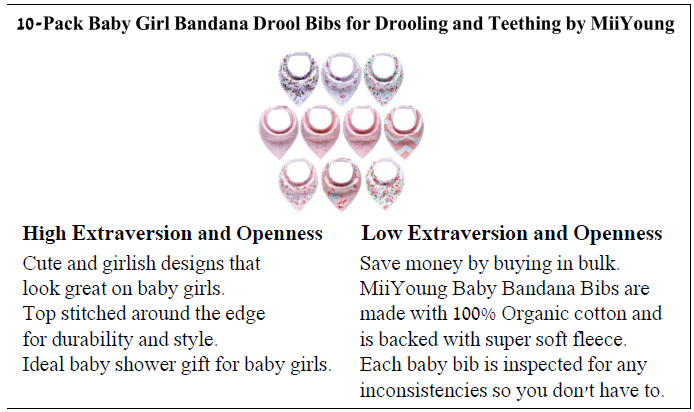 10-Pack Baby Girl Bandana Drool Bibs for Drooling and Teething by MiiYoung
High Extraversion and Openness
Cute and girlish designs that
look great on baby girls.
Top stitched around the edge
for durability and style.
Ideal baby shower gift for baby girls.
Low Extraversion and Openness
Save money by buying in bulk.
MiiYoung Baby Bandana Bibs are
made with 100% Organic cotton and
is backed with super soft fleece.
Each baby bib is inspected for any
inconsistencies so you don't have to.